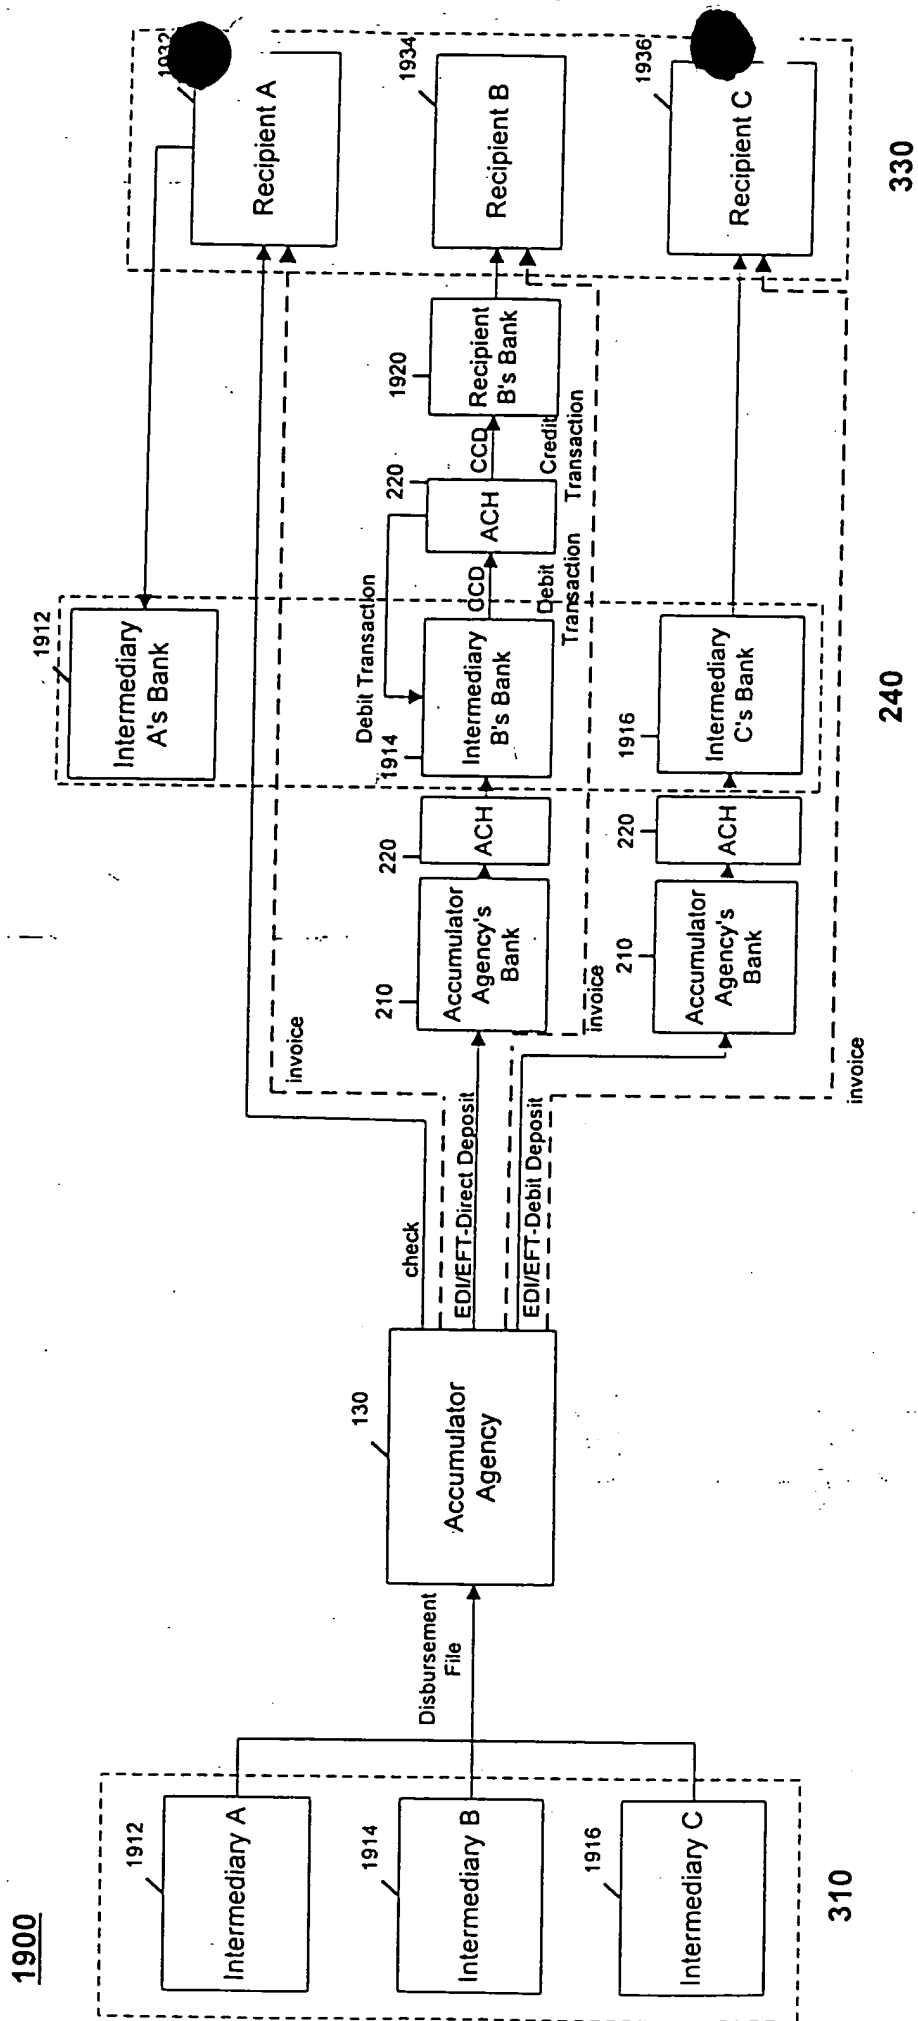 1900
1912
Intermediary A
1914
Intermediary B
1916
Intermediary C
310
Disbursement
File
130
Accumulator
Agency
check
invoice
EDI/EFT-Direct Deposit
EDI/EFT-Debit Deposit
invoice
invoice
210
Accumulator
Agency's
Bank
220
ACH
210
Accumulator
Agency's
Bank
220
ACH
1912
Intermediary
A's Bank
Debit Transaction
1914
Intermediary
B's Bank
CCD
Debit
Transaction
1916
Intermediary
C's Bank
240
220
ACH
CCD
Credit
Transaction
1920
Recipient
B's Bank
1932
Recipient A
1934
Recipient B
1936
Recipient C
330